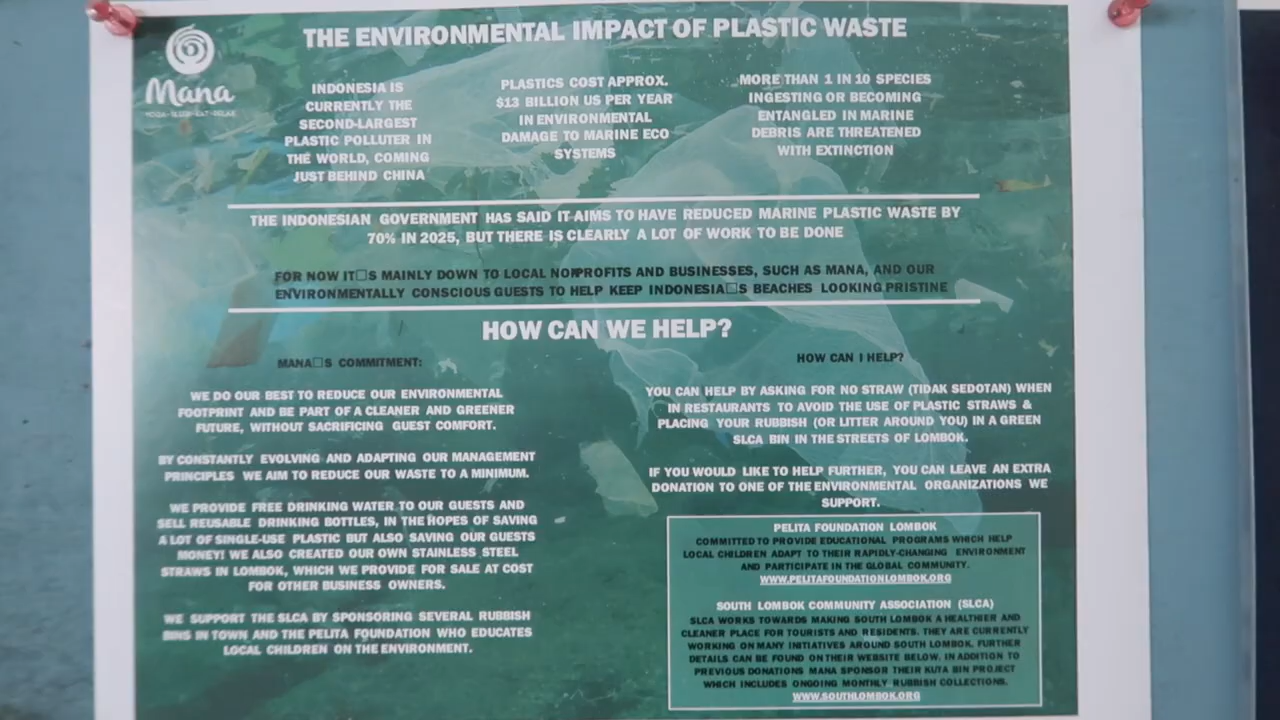 THE ENVIRONMENTAL IMPACT OF PLASTIC WASTE
Mana
INDONESIA IS
CURRENTLY THE
SECOND-LARGEST
PLASTIC POLLUTER IN
THE WORLD, COMING
JUST BEHIND CHINA
PLASTICS COST APPROX.
$13 BILLION US PER YEAR
IN ENVIRONMENTAL
DAMAGE TO MARINE ECO
SYSTEMS
MORE THAN 1 IN 10 SPECIES
INGESTING OR BECOMING
ENTANGLED IN MARINE
DEBRIS ARE THREATENED
WITH EXTINCTION
THE INDONESIAN GOVERNMENT HAS SAID IT AIMS TO HAVE REDUCED MARINE PLASTIC WASTE BY
70% IN 2025, BUT THERE IS CLEARLY A LOT OF WORK TO BE DONE
FOR NOW IT□S MAINLY DOWN TO LOCAL NONPROFITS AND BUSINESSES, SUCH AS MANA, AND OUR
ENVIRONMENTALLY CONSCIOUS GUESTS TO HELP KEEP INDONESIA□S BEACHES LOOKING PRISTINE
HOW CAN WE HELP?
MANA□S COMMITMENT:
WE DO OUR BEST TO REDUCE OUR ENVIRONMENTAL
FOOTPRINT AND BE PART OF A CLEANER AND GREENER
FUTURE, WITHOUT SACRIFICING GUEST COMFORT.
BY CONSTANTLY EVOLVING AND ADAPTING OUR MANAGEMENT
PRINCIPLES WE AIM TO REDUCE OUR WASTE TO A MINIMUM.
WE PROVIDE FREE DRINKING WATER TO OUR GUESTS AND
SELL REUSABLE DRINKING BOTTLES, IN THE HOPES OF SAVING
A LOT OF SINGLE-USE PLASTIC BUT ALSO SAVING OUR GUESTS
MONEY! WE ALSO CREATED OUR OWN STAINLESS STEEL
STRAWS IN LOMBOK, WHICH WE PROVIDE FOR SALE AT COST
FOR OTHER BUSINESS OWNERS.
WE SUPPORT THE SLCA BY SPONSORING SEVERAL RUBBISH
BINS IN TOWN AND THE PELITA FOUNDATION WHO EDUCATES
LOCAL CHILDREN ON THE ENVIRONMENT.
HOW CAN I HELP?
YOU CAN HELP BY ASKING FOR NO STRAW (TIDAK SEDOTAN) WHEN
IN RESTAURANTS TO AVOID THE USE OF PLASTIC STRAWS &
PLACING YOUR RUBBISH (OR LITTER AROUND YOU) IN A GREEN
SLCA BIN IN THE STREETS OF LOMBOK.
IF YOU WOULD LIKE TO HELP FURTHER, YOU CAN LEAVE AN EXTRA
DONATION TO ONE OF THE ENVIRONMENTAL ORGANIZATIONS WE
SUPPORT.
PELITA FOUNDATION LOMBOK
COMMITTED TO PROVIDE EDUCATIONAL PROGRAMS WHICH HELP
LOCAL CHILDREN ADAPT TO THEIR RAPIDLY-CHANGING ENVIRONMENT
AND PARTICIPATE IN THE GLOBAL COMMUNITY.
WWW.PELITAFOUNDATIONLOMBOK.ORG
SOUTH LOMBOK COMMUNITY ASSOCIATION (SLCA)
SLCA WORKS TOWARDS MAKING SOUTH LOMBOK A HEALTHIER AND
CLEANER PLACE FOR TOURISTS AND RESIDENTS. THEY ARE CURRENTLY
WORKING ON MANY INITIATIVES AROUND SOUTH LOMBOK. FURTHER
DETAILS CAN BE FOUND ON THEIR WEBSITE BELOW. IN ADDITION TO
PREVIOUS DONATIONS MANA SPONSOR THEIR KUTA BIN PROJECT
WHICH INCLUDES ONGOING MONTHLY RUBBISH COLLECTIONS.
WWW.SOUTHLOMBOK.ORG